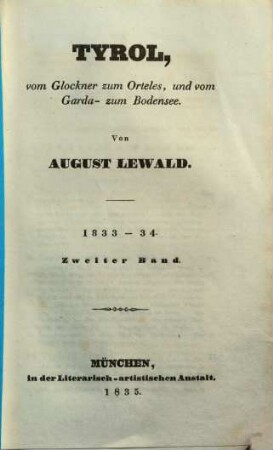 TYROL,
vom Glockner zum Orteles, und vom
Garda- zum Bodensee.
Von
AUGUST LEWALD.
1833 - 34.
Zweiter Band.
MÜNCHEN,
in der Literarisch-artistischen Anstalt.
1835.